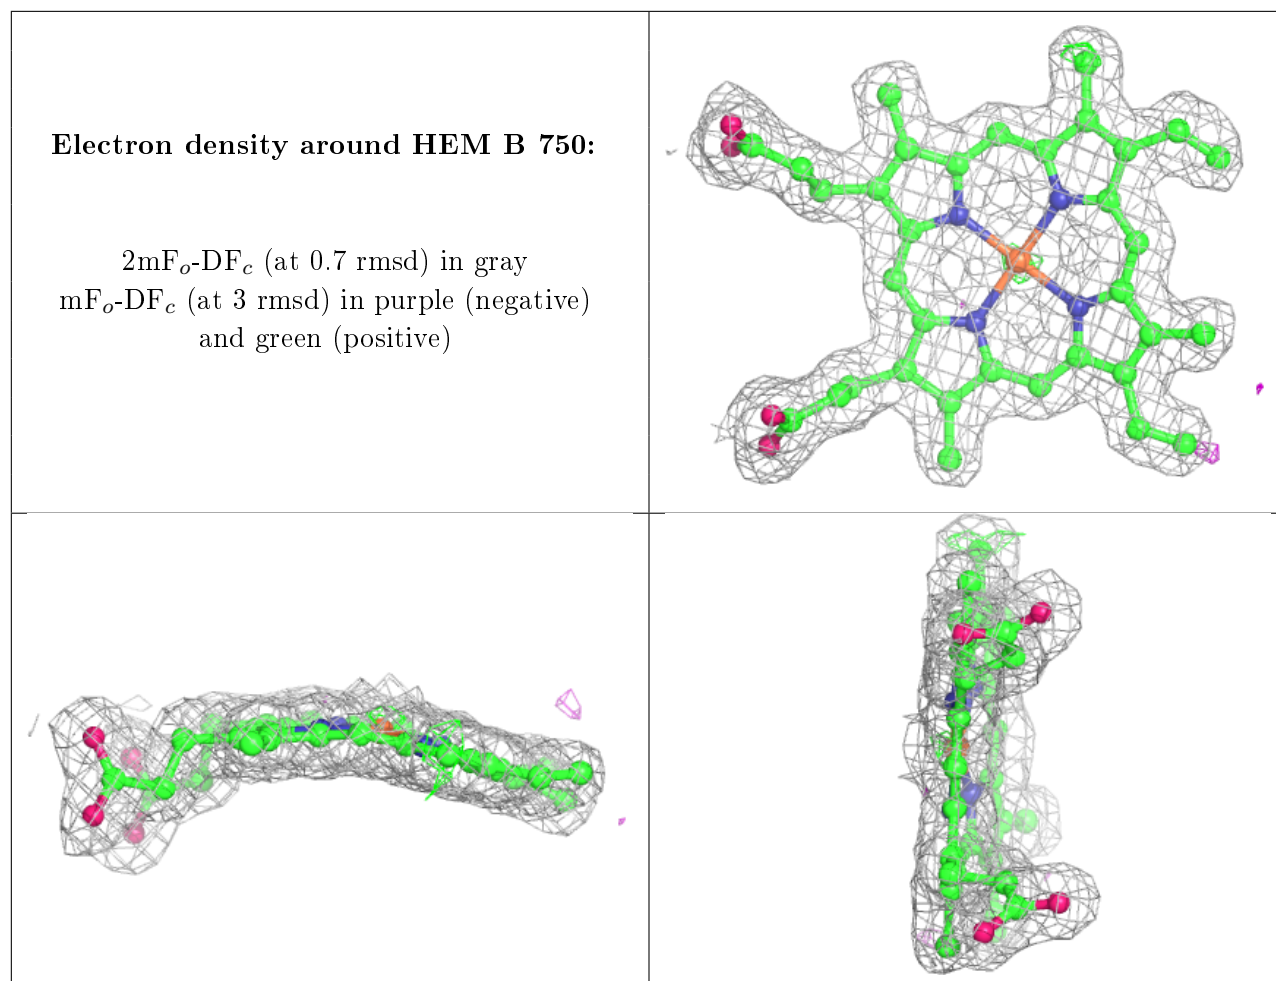 Electron density around HEM B 750:
2mFₒ-DF𝒸 (at 0.7 rmsd) in gray
mFₒ-DF𝒸 (at 3 rmsd) in purple (negative)
and green (positive)